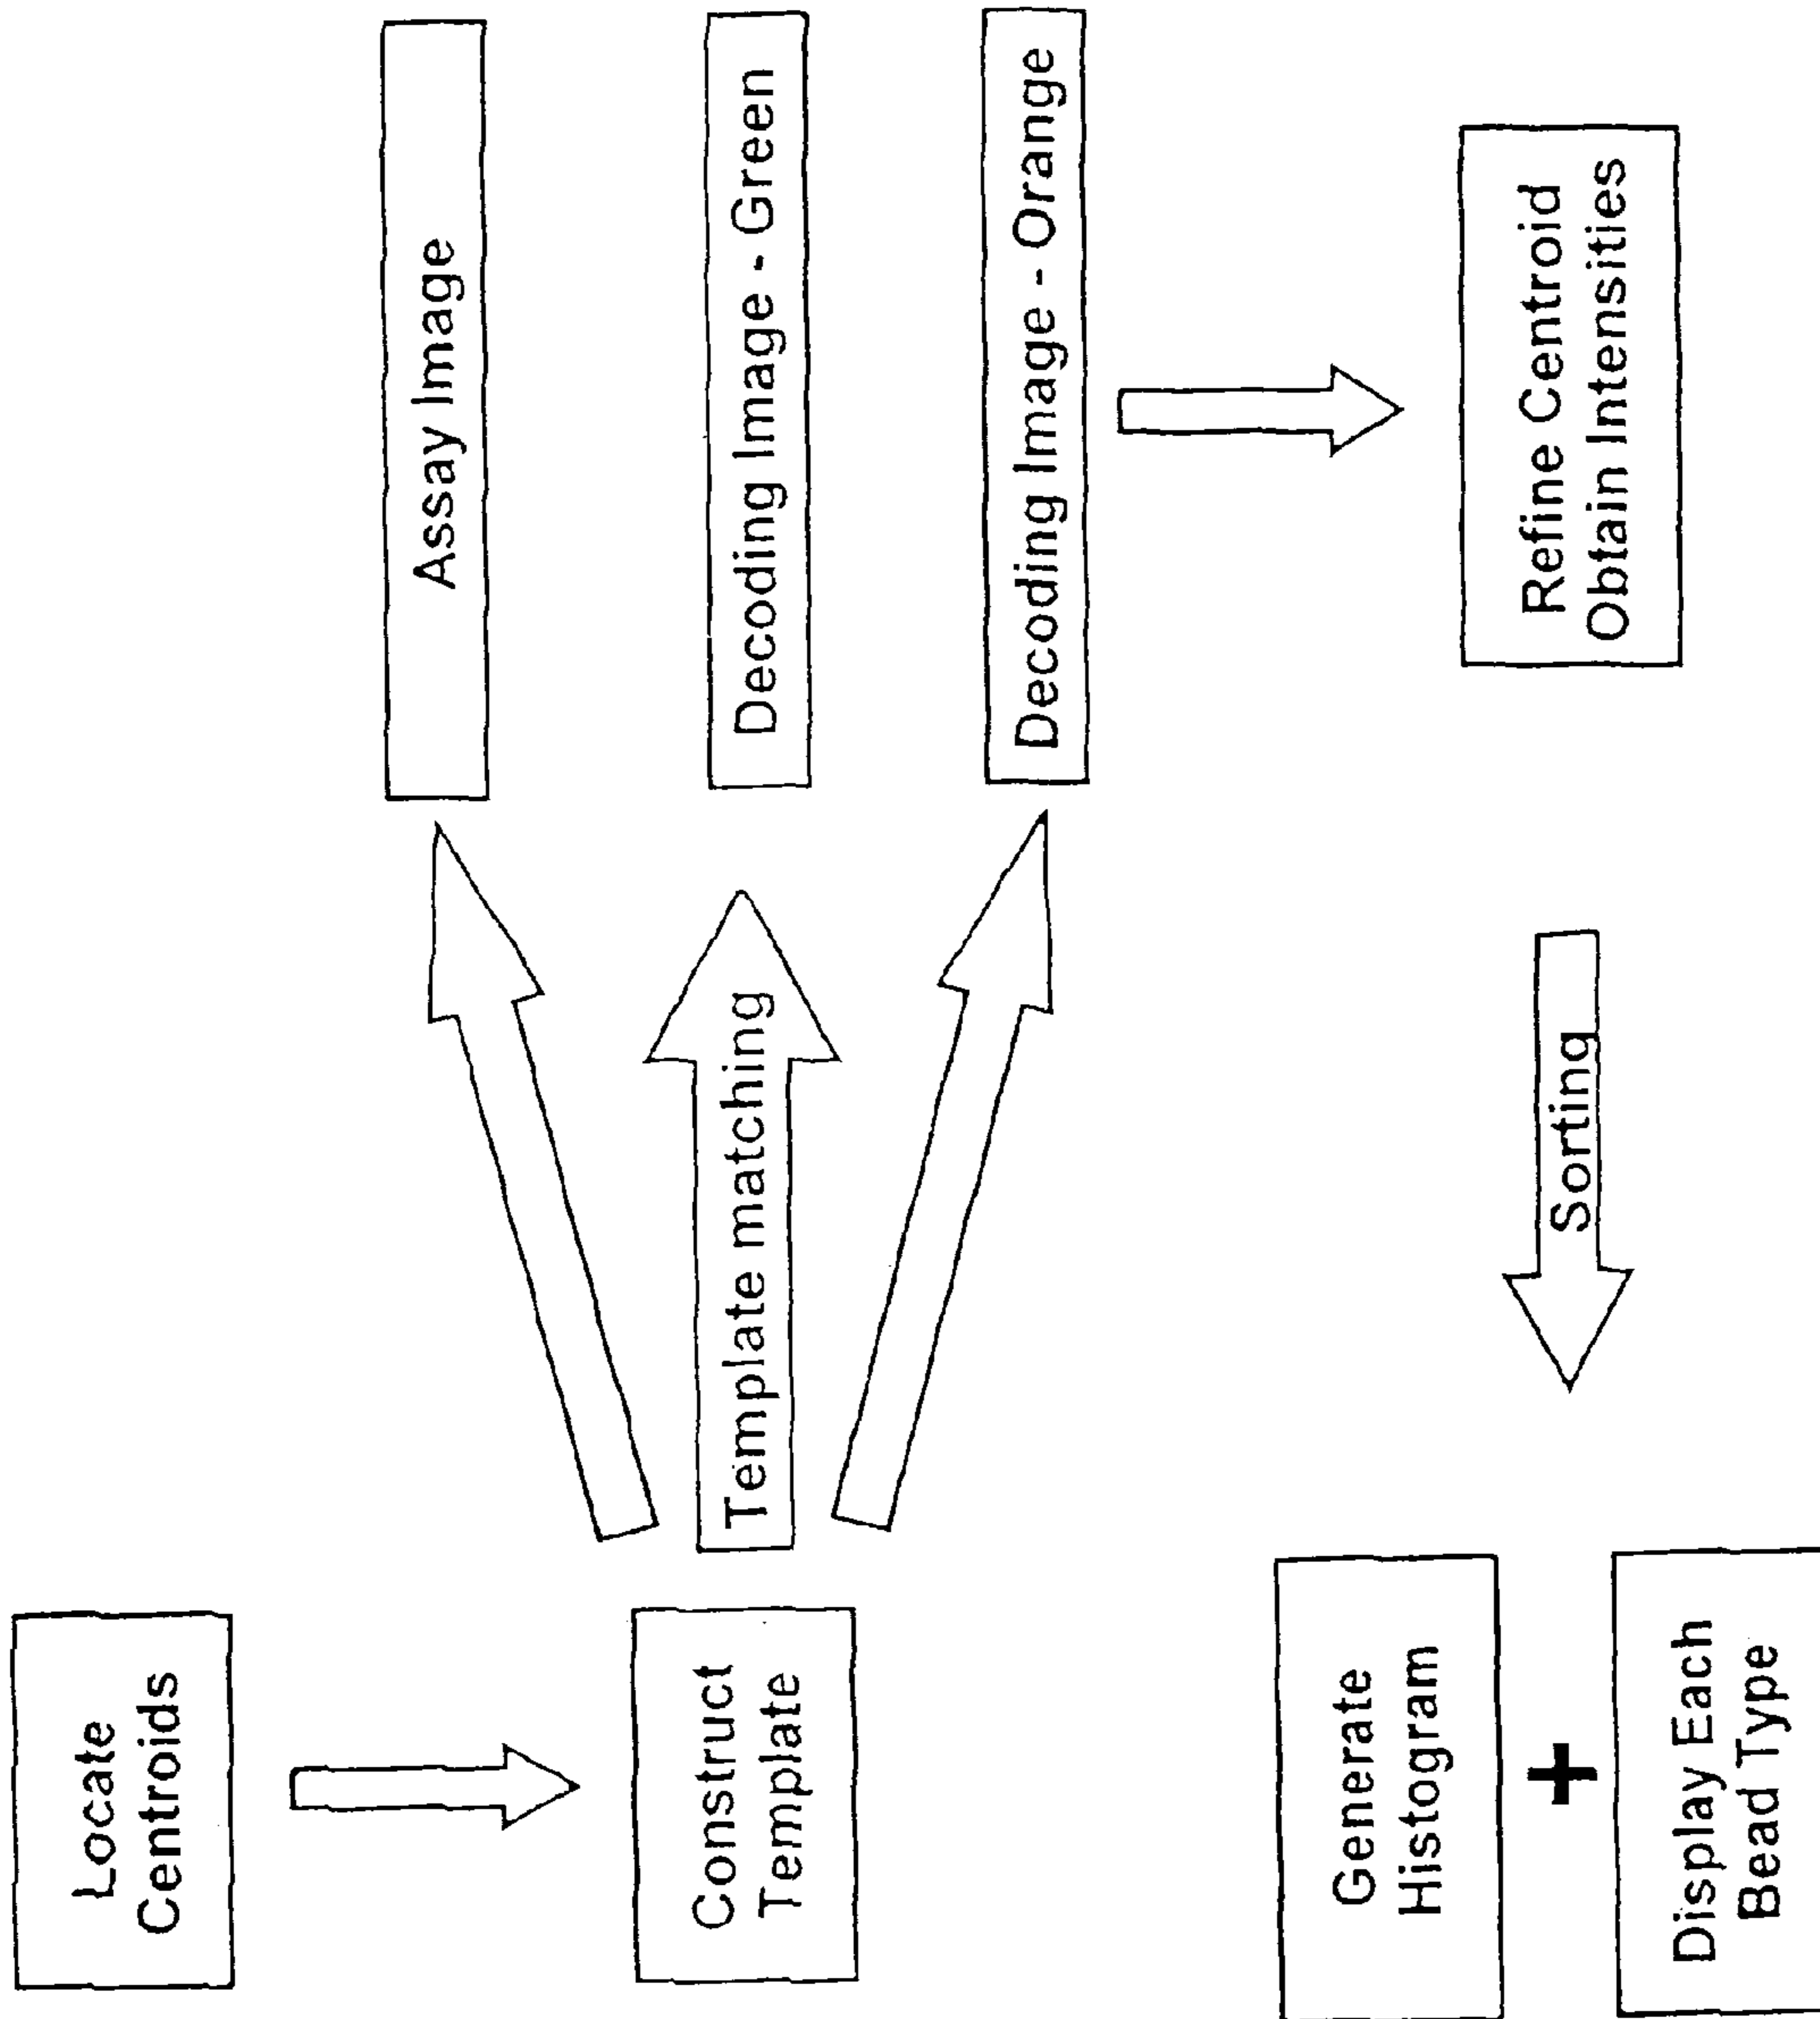 Locate
Centroids
Construct
Template
Template matching
Assay Image
Decoding Image - Green
Decoding Image - Orange
Refine Centroid
Obtain Intensities
Sorting
Generate
Histogram
+
Display Each
Bead Type